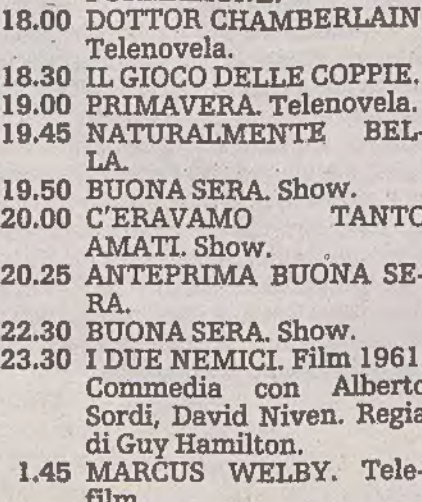 18.00 DOTTOR CHAMBERLAIN
Telenovela.
18.30 IL GIOCO DELLE COPPIE.
19.00 PRIMAVERA. Telenovela.
19.45 NATURALMENTE BEL-
LA.
19.50 BUONA SERA. Show.
20.00 C'ERAVAMO TANTO
AMATI. Show.
20.25 ANTEPRIMA BUONA SE-
RA.
22.30 BUONA SERA. Show.
23.30 I DUE NEMICI. Film 1961
Commedia con Alberto
Sordi, David Niven. Regia
di Guy Hamilton.
1.45 MARCUS WELBY. Tele-
film